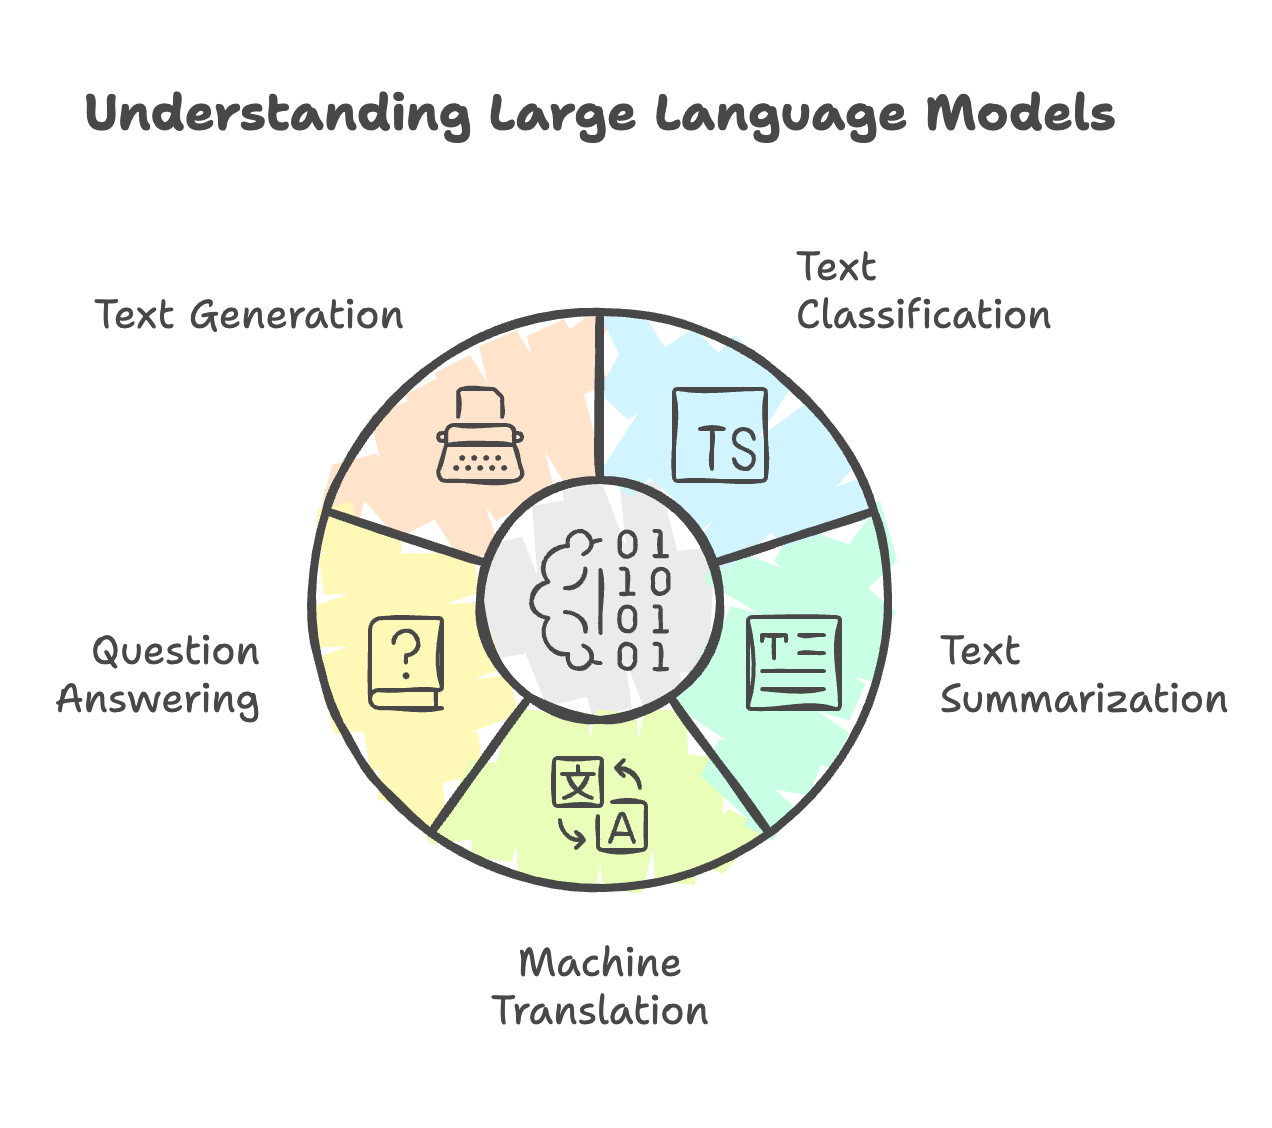 Understanding Large Language Models
Text Generation
Text
Classification
TS
01
10
01
01
?
T
Question
Answering
Text
Summarization
文
A
Machine
Translation